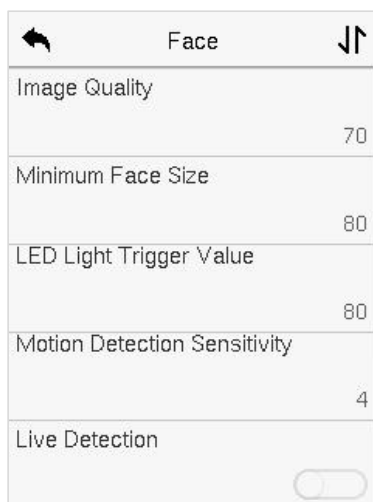 Face
Image Quality
70
Minimum Face Size
80
LED Light Trigger Value
80
Motion Detection Sensitivity
4
Live Detection